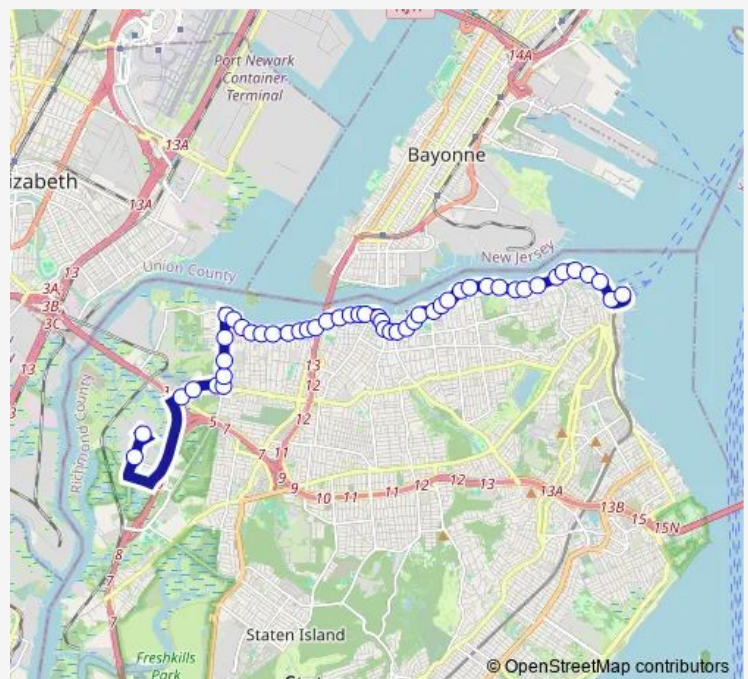 14A
Port Newark
Container
Terminal
13A
Bayonne
izabeth
13A
New Jersey
Union County
13
3A
3B
3C
13
13
12
Richmond County
12
5
7
7
11
9
9
10
11
11
12
12
13
13A
13B
15
15N
8
7
7
Staten Island
Freshkills
Park
© OpenStreetMap contributors